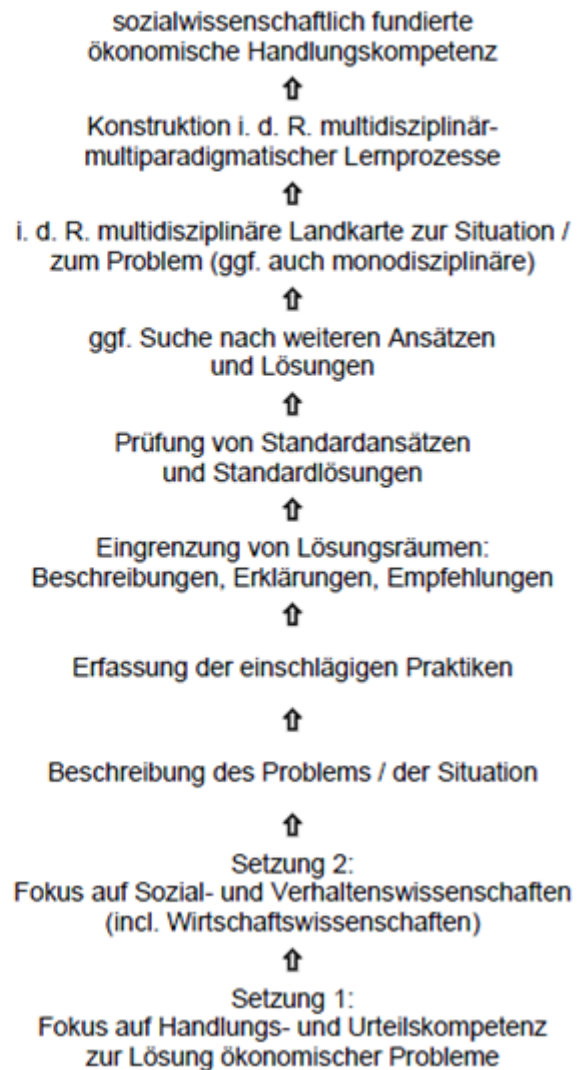 sozialwissenschaftlich fundierte
ökonomische Handlungskompetenz
⇧
Konstruktion i. d. R. multidisziplinär-
multiparadigmatischer Lernprozesse
⇧
i. d. R. multidisziplinäre Landkarte zur Situation /
zum Problem (ggf. auch monodisziplinäre)
⇧
ggf. Suche nach weiteren Ansätzen
und Lösungen
⇧
Prüfung von Standardansätzen
und Standardlösungen
⇧
Eingrenzung von Lösungsräumen:
Beschreibungen, Erklärungen, Empfehlungen
⇧
Erfassung der einschlägigen Praktiken
⇧
Beschreibung des Problems / der Situation
⇧
Setzung 2:
Fokus auf Sozial- und Verhaltenswissenschaften
(incl. Wirtschaftswissenschaften)
⇧
Setzung 1:
Fokus auf Handlungs- und Urteilskompetenz
zur Lösung ökonomischer Probleme